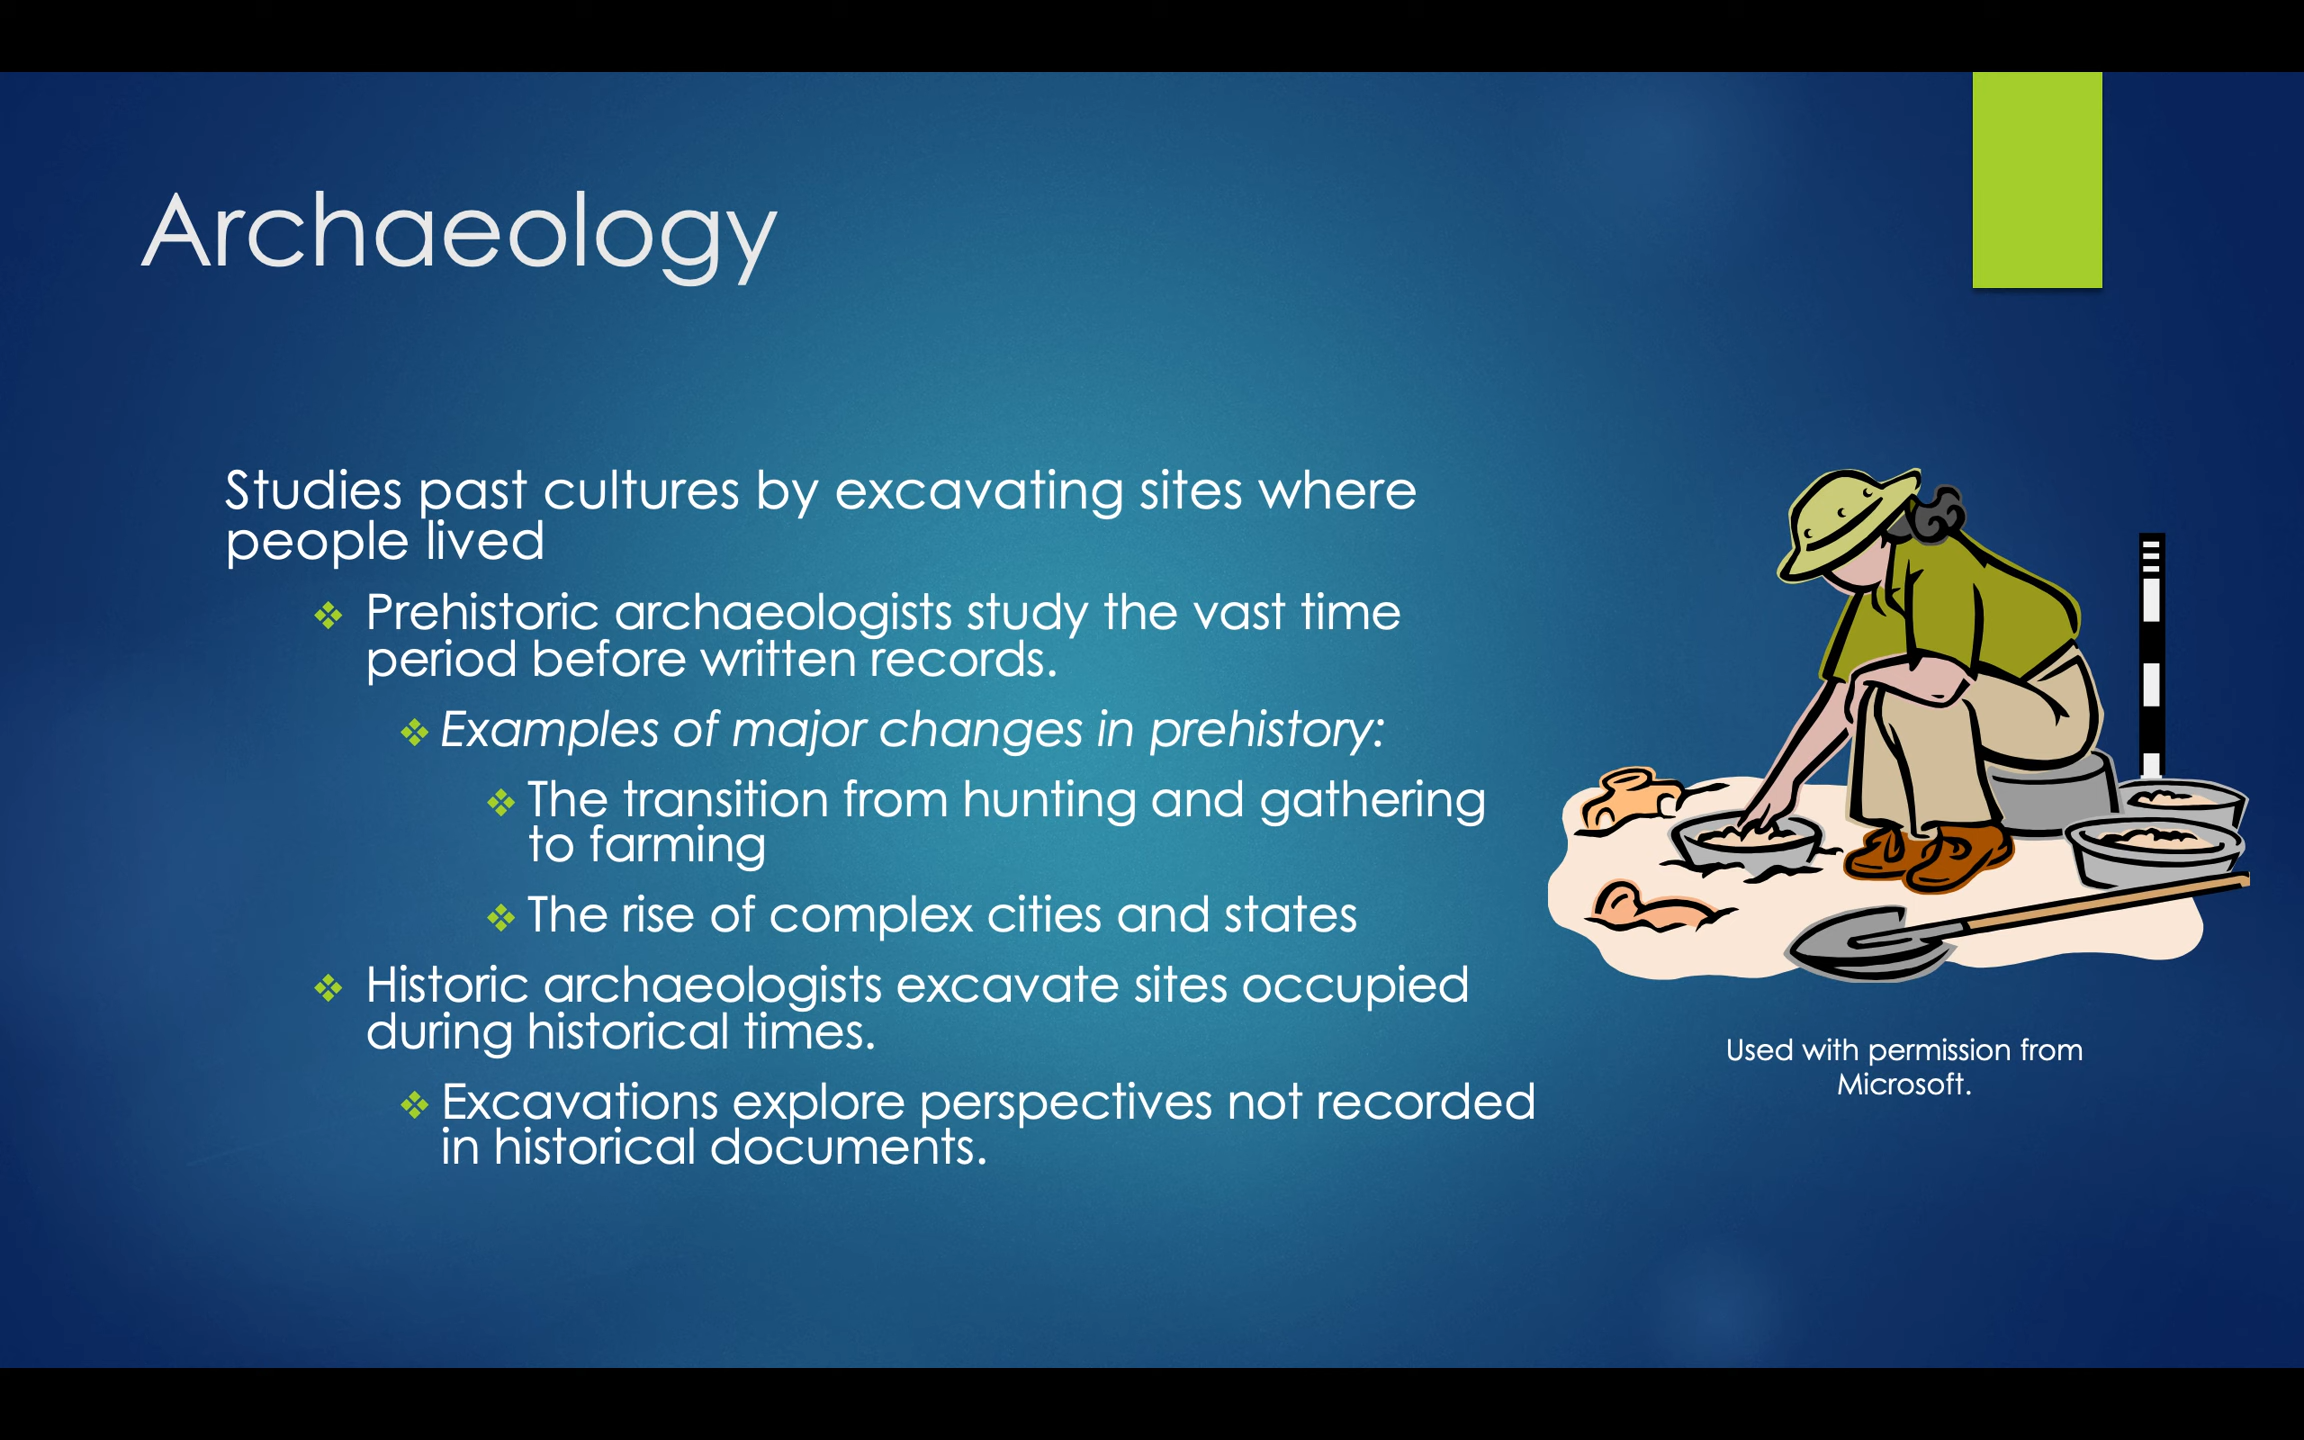 Archaeology
Studies past cultures by excavating sites where
people lived
❖ Prehistoric archaeologists study the vast time
period before written records.
❖ Examples of major changes in prehistory:
❖ The transition from hunting and gathering
to farming
❖ The rise of complex cities and states
❖ Historic archaeologists excavate sites occupied
during historical times.
❖ Excavations explore perspectives not recorded
in historical documents.
Used with permission from
Microsoft.